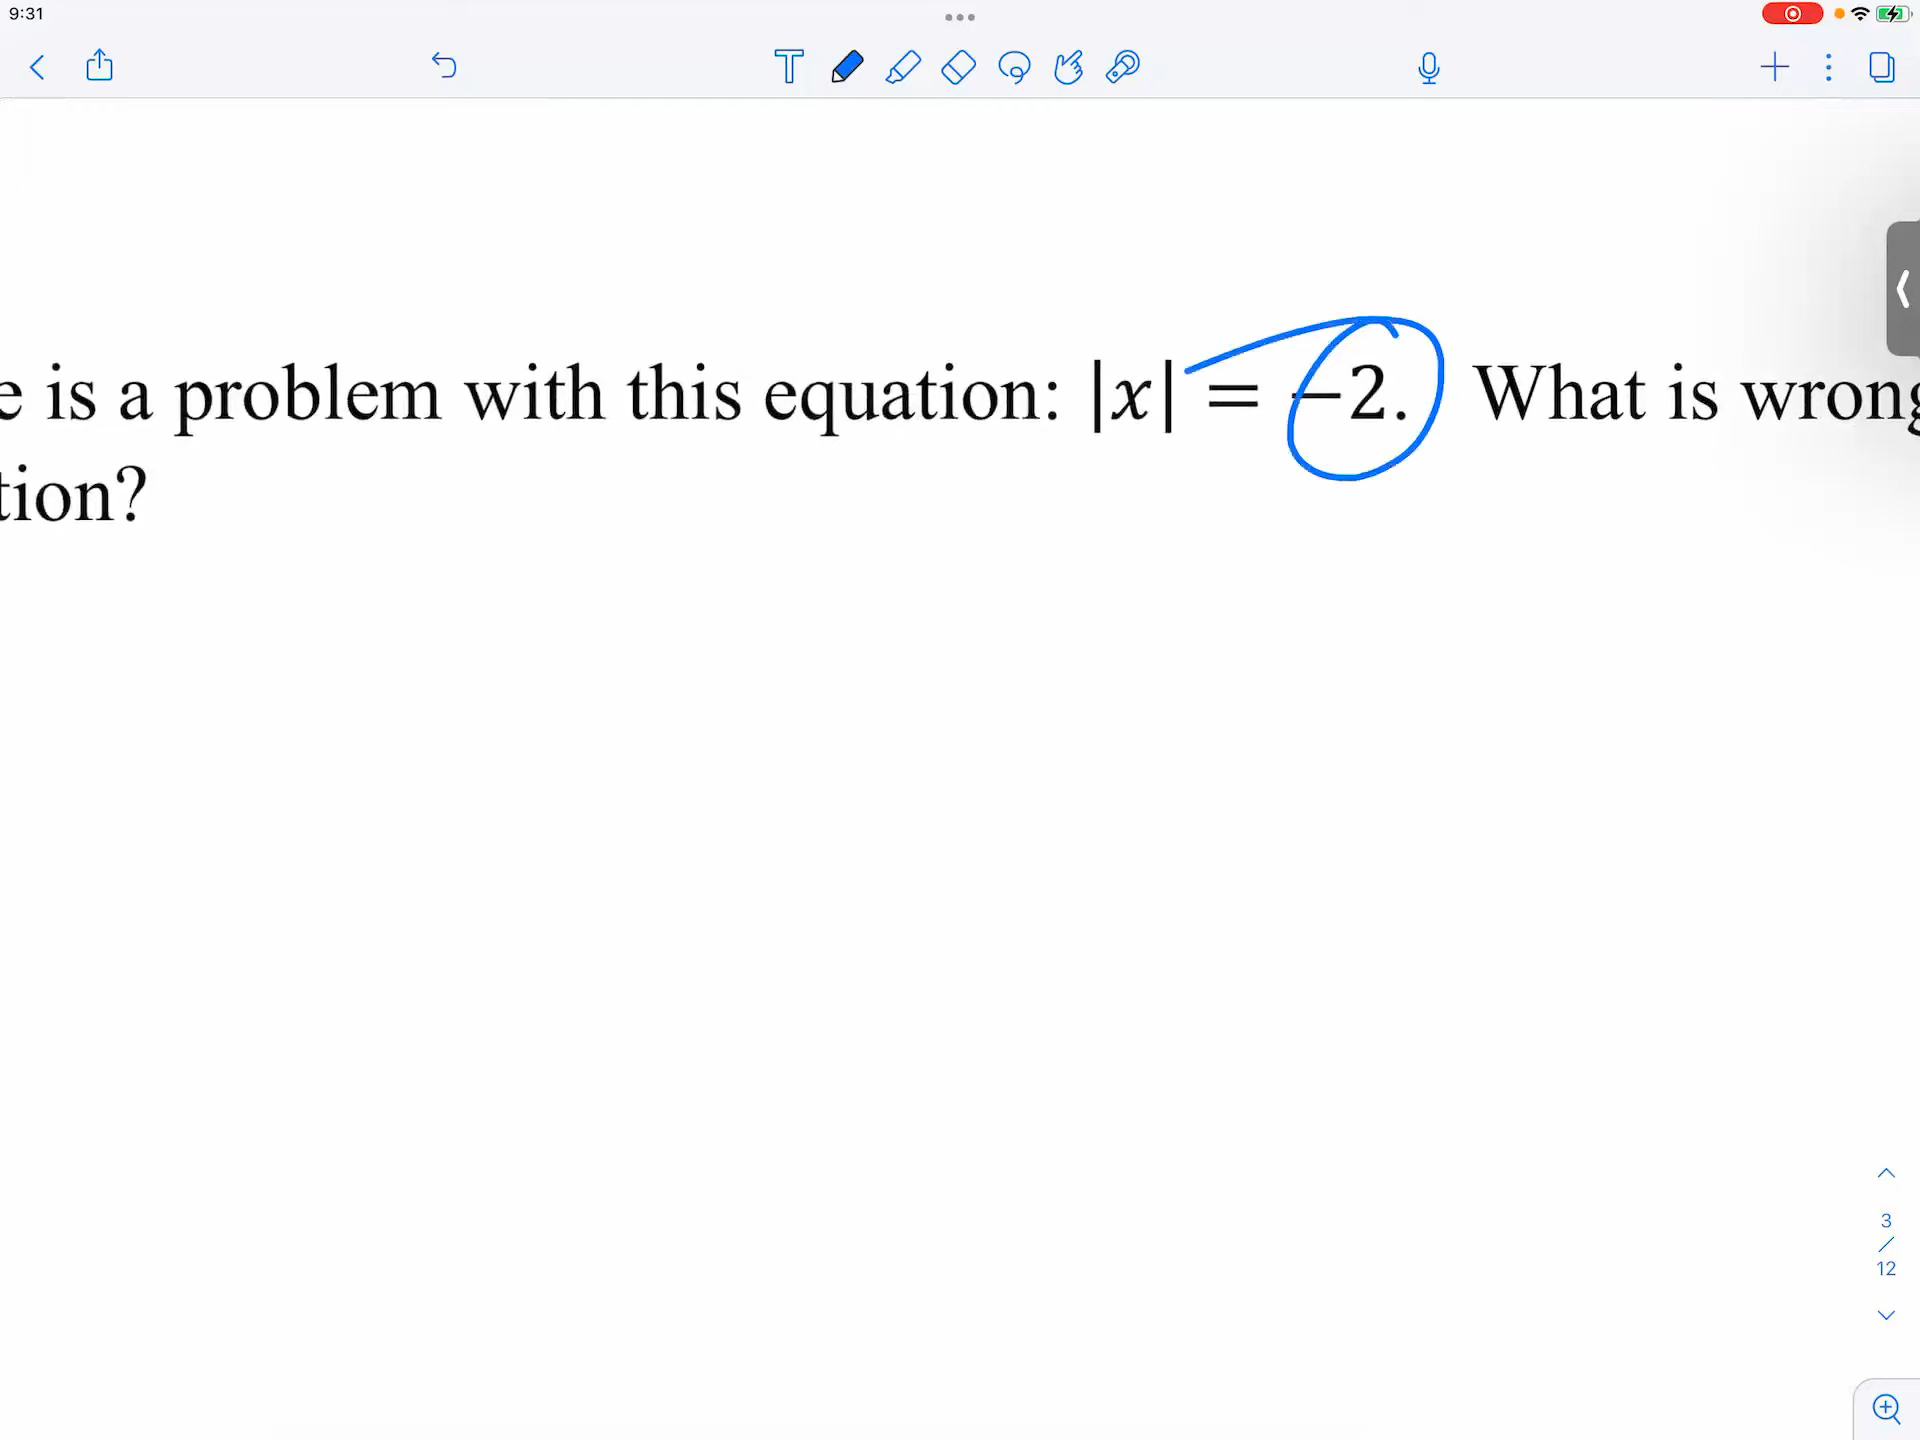 9:31
e is a problem with this equation: |x| = −2. What is wrong
tion?
3
/
12